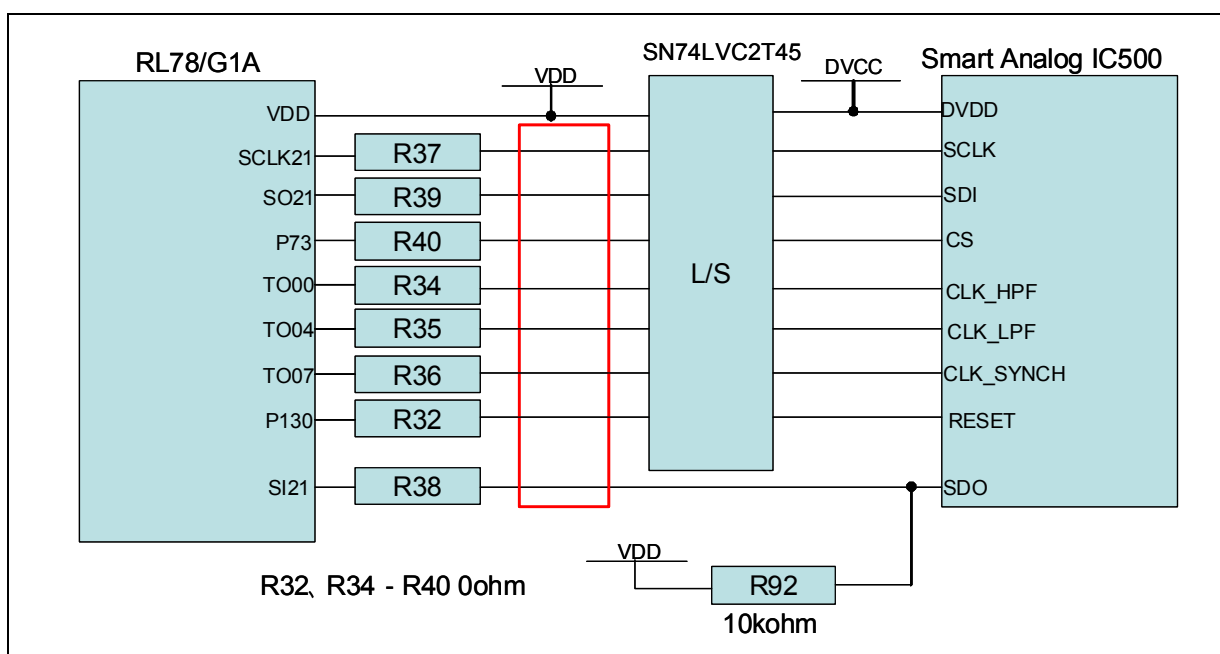 RL78/G1A
SN74LVC2T45
Smart Analog IC500
VDD
DVCC
VDD
DVDD
SCLK21
R37
SCLK
SO21
R39
SDI
P73
R40
CS
L/S
TO00
R34
CLK_HPF
TO04
R35
CLK_LPF
TO07
R36
CLK_SYNCH
P130
R32
RESET
SI21
R38
SDO
VDD
R32、R34 - R40 0ohm
R92
10kohm